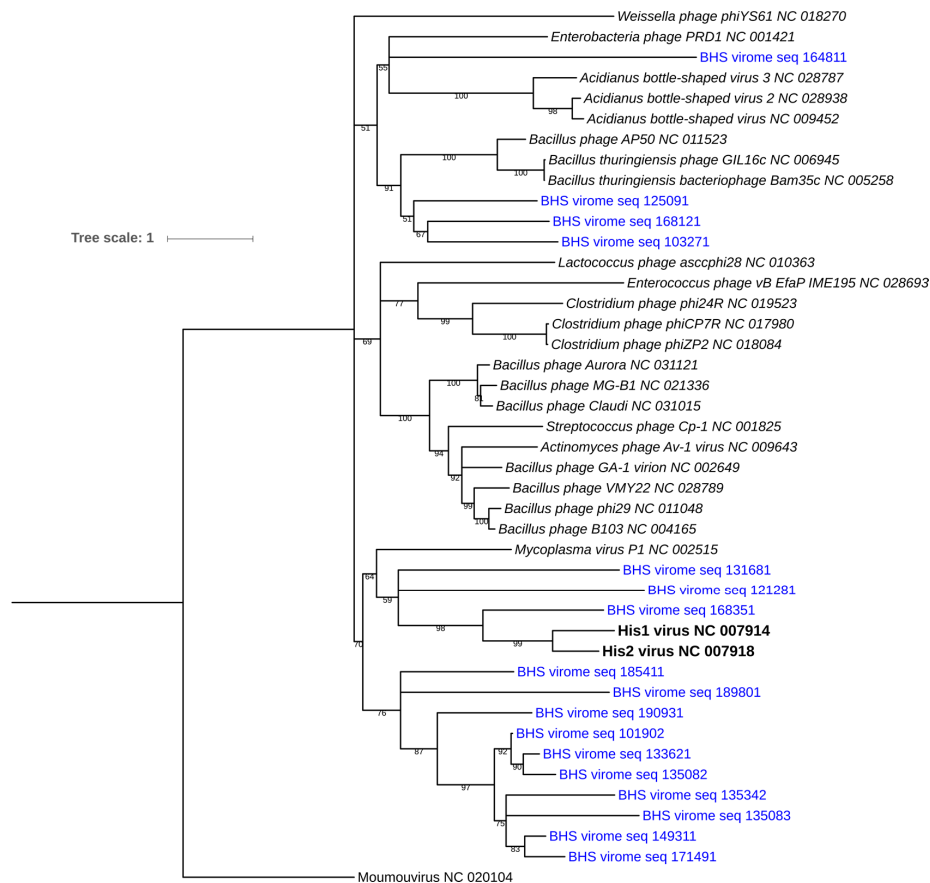 Weissella phage phiYS61 NC 018270
Enterobacteria phage PRD1 NC 001421
BHS virome seq 164811
55
Acidianus bottle-shaped virus 3 NC 028787
100
Acidianus bottle-shaped virus 2 NC 028938
98
Acidianus bottle-shaped virus NC 009452
51
Bacillus phage AP50 NC 011523
100
Bacillus thuringiensis phage GIL16c NC 006945
100
Bacillus thuringiensis bacteriophage Bam35c NC 005258
91
BHS virome seq 125091
51
BHS virome seq 168121
67
Tree scale: 1
BHS virome seq 103271
Lactococcus phage asccphi28 NC 010363
Enterococcus phage vB EfaP IME195 NC 028693
77
Clostridium phage phi24R NC 019523
99
Clostridium phage phiCP7R NC 017980
100
Clostridium phage phiZP2 NC 018084
69
Bacillus phage Aurora NC 031121
100
Bacillus phage MG-B1 NC 021336
81
Bacillus phage Claudi NC 031015
100
Streptococcus phage Cp-1 NC 001825
Actinomyces phage Av-1 virus NC 009643
94
Bacillus phage GA-1 virion NC 002649
92
Bacillus phage VMY22 NC 028789
99
Bacillus phage phi29 NC 011048
100
Bacillus phage B103 NC 004165
Mycoplasma virus P1 NC 002515
BHS virome seq 131681
64
BHS virome seq 121281
59
BHS virome seq 168351
98
His1 virus NC 007914
99
His2 virus NC 007918
70
BHS virome seq 185411
BHS virome seq 189801
76
BHS virome seq 190931
BHS virome seq 101902
87
92
BHS virome seq 133621
90
BHS virome seq 135082
97
BHS virome seq 135342
BHS virome seq 135083
75
BHS virome seq 149311
83
BHS virome seq 171491
Moumouvirus NC 020104